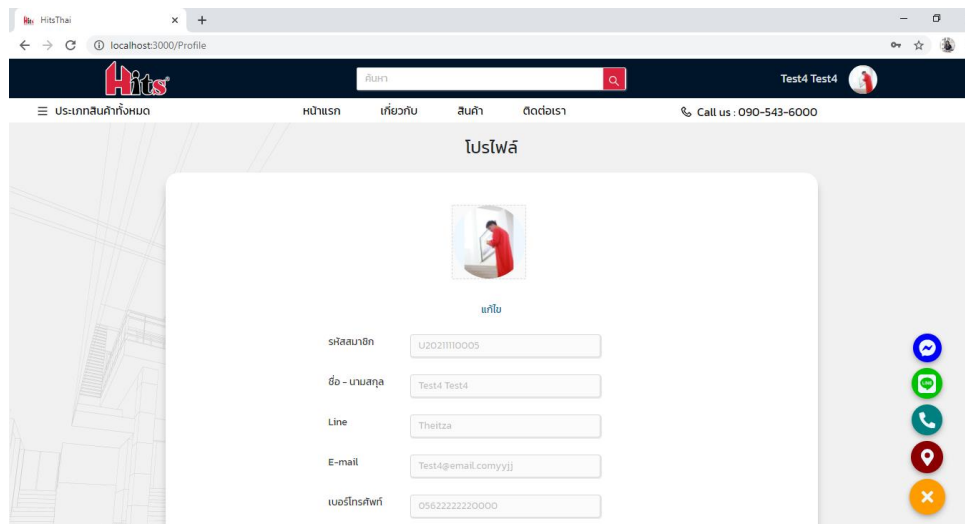 Hits HitsThai
localhost:3000/Profile
Hits ค้นหา Test4 Test4
ประเภทสินค้าทั้งหมด หน้าแรก เกี่ยวกับ สินค้า ติดต่อเรา Call us : 090-543-6000
โปรไฟล์
แก้ไข
รหัสสมาชิก U20211110005
ชื่อ - นามสกุล Test4 Test4
Line Theitza
E-mail Test4@email.comyyjj
เบอร์โทรศัพท์ 05622222220000
LINE